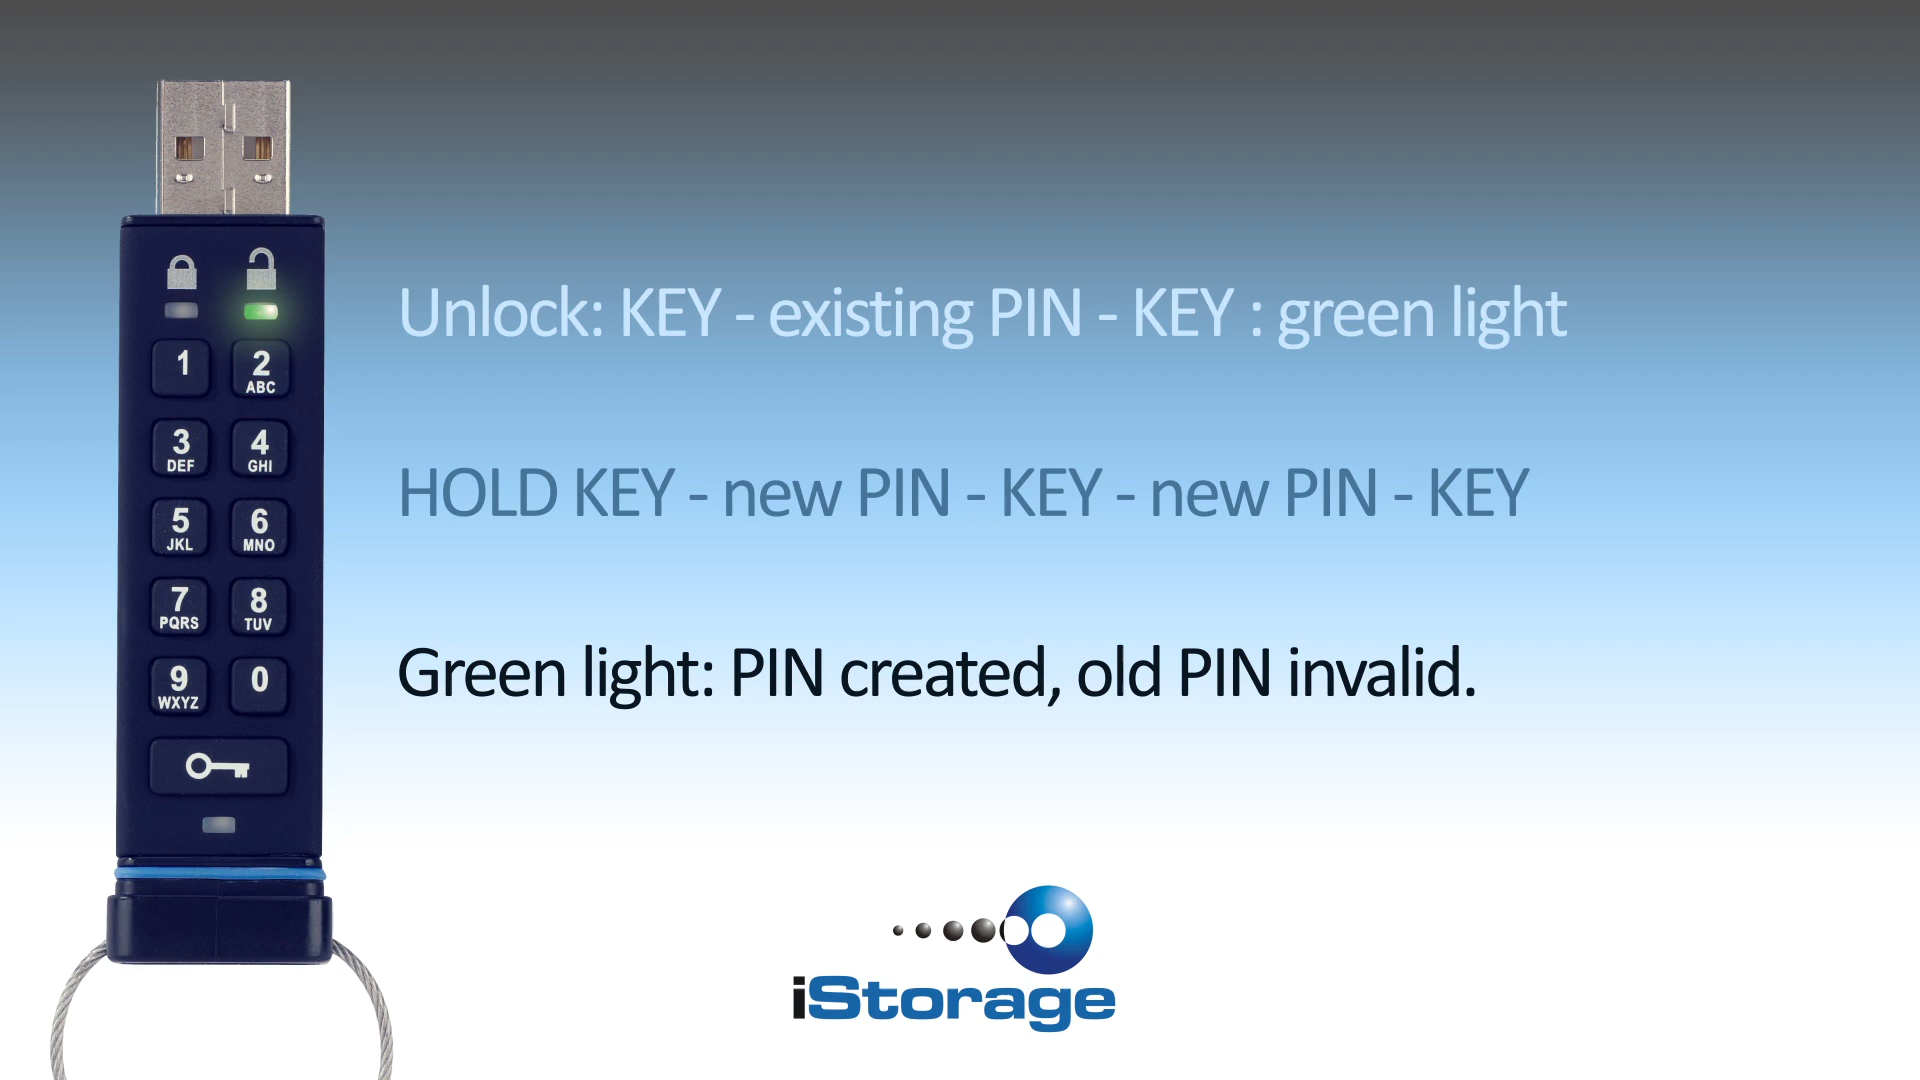 Unlock: KEY - existing PIN - KEY : green light
HOLD KEY - new PIN - KEY - new PIN - KEY
Green light: PIN created, old PIN invalid.
1
2
ABC
3
DEF
4
GHI
5
JKL
6
MNO
7
PQRS
8
TUV
9
WXYZ
0
iStorage